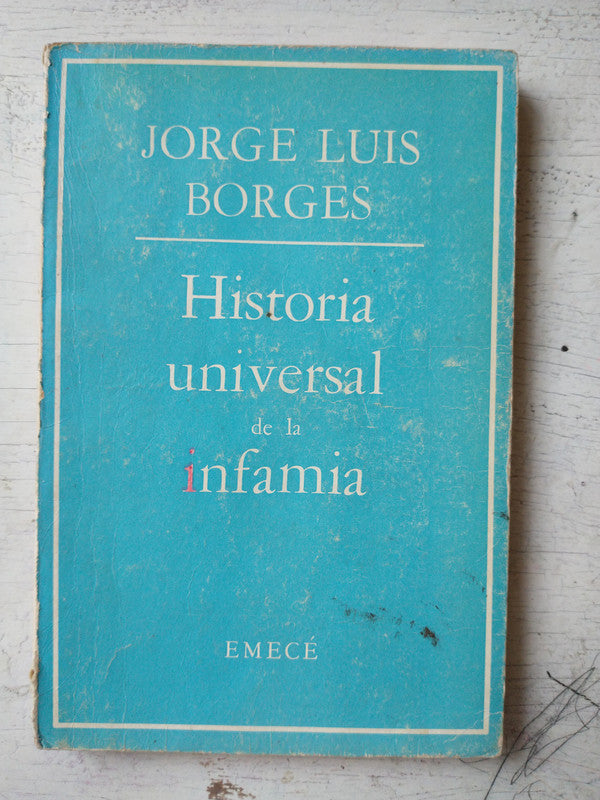 JORGE LUIS
BORGES
Historia
universal
de la
infamia
EMECÉ